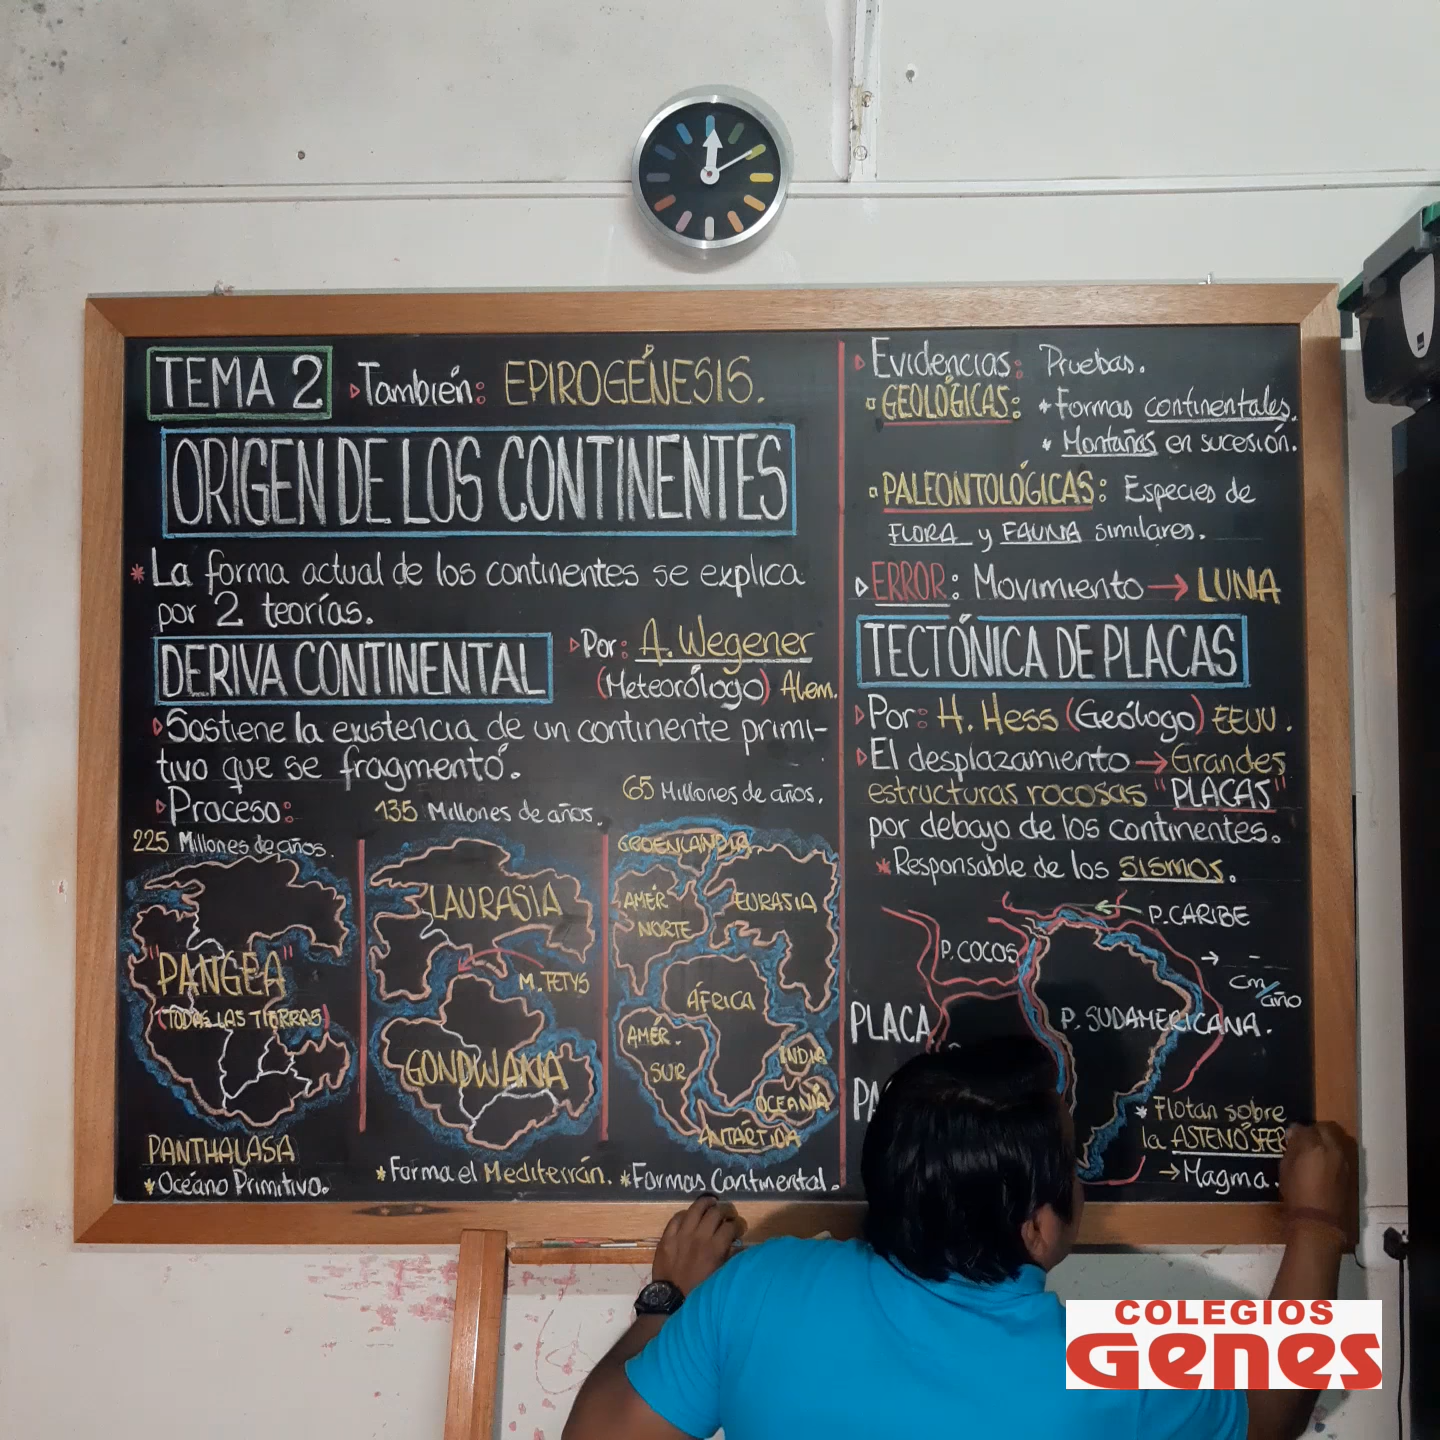 TEMA 2
▹También: EPIROGÉNESIS.
ORIGEN DE LOS CONTINENTES
* La forma actual de los continentes se explica
por 2 teorías.
DERIVA CONTINENTAL
▹Por: A. Wegener
(Meteorólogo) Alem.
▹Sostiene la existencia de un continente primi-
tivo que se fragmentó.
▹Proceso:
225 Millones de años.
135 Millones de años.
65 Millones de años.
"PANGEA"
(TODAS LAS TIERRAS)
PANTHALASA
* Océano Primitivo.
LAURASIA
M. TETYS
GONDWANA
* Forma el Mediterrán.
GROENLANDIA
AMÉR
NORTE
EURASIA
ÁFRICA
AMÉR.
SUR
INDIA
OCEANIA
ANTÁRTIDA
* Formas Continental.
▹Evidencias: Pruebas.
▫ GEOLÓGICAS: * Formas continentales.
* Montañas en sucesión.
▫ PALEONTOLÓGICAS: Especies de
FLORA y FAUNA similares.
▹ERROR: Movimiento → LUNA
TECTÓNICA DE PLACAS
▹Por: H. Hess (Geólogo) EEUU.
▹El desplazamiento → Grandes
estructuras rocosas "PLACAS"
por debajo de los continentes.
* Responsable de los SISMOS.
P. CARIBE
P. COCOS
→ -
cm/año
PLACA
PA
P. SUDAMERICANA.
* Flotan sobre
la ASTENÓSFER
→ Magma.
COLEGIOS
GENES